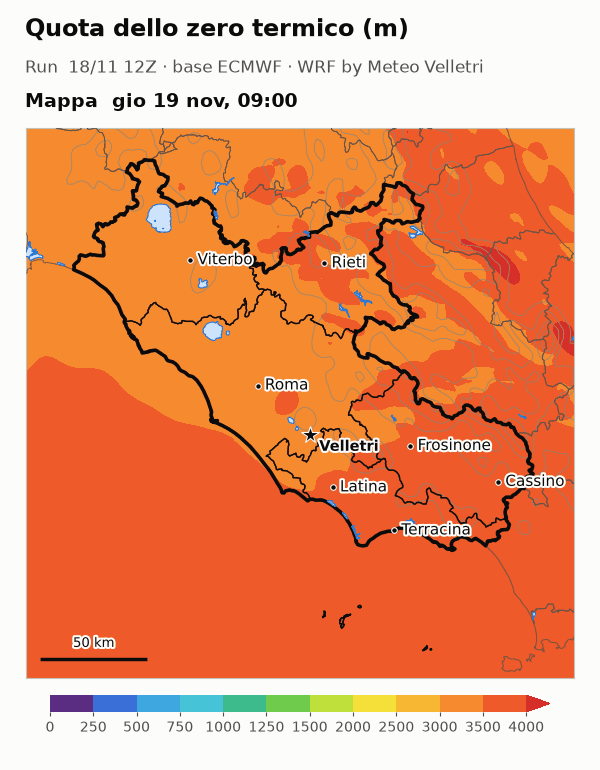 Quota dello zero termico (m)
Run 18/11 12Z · base ECMWF · WRF by Meteo Velletri
Mappa gio 19 nov, 09:00
Viterbo
Rieti
Roma
Velletri
Frosinone
Latina
Cassino
Terracina
50 km
0 250 500 750 1000 1250 1500 2000 2500 3000 3500 4000